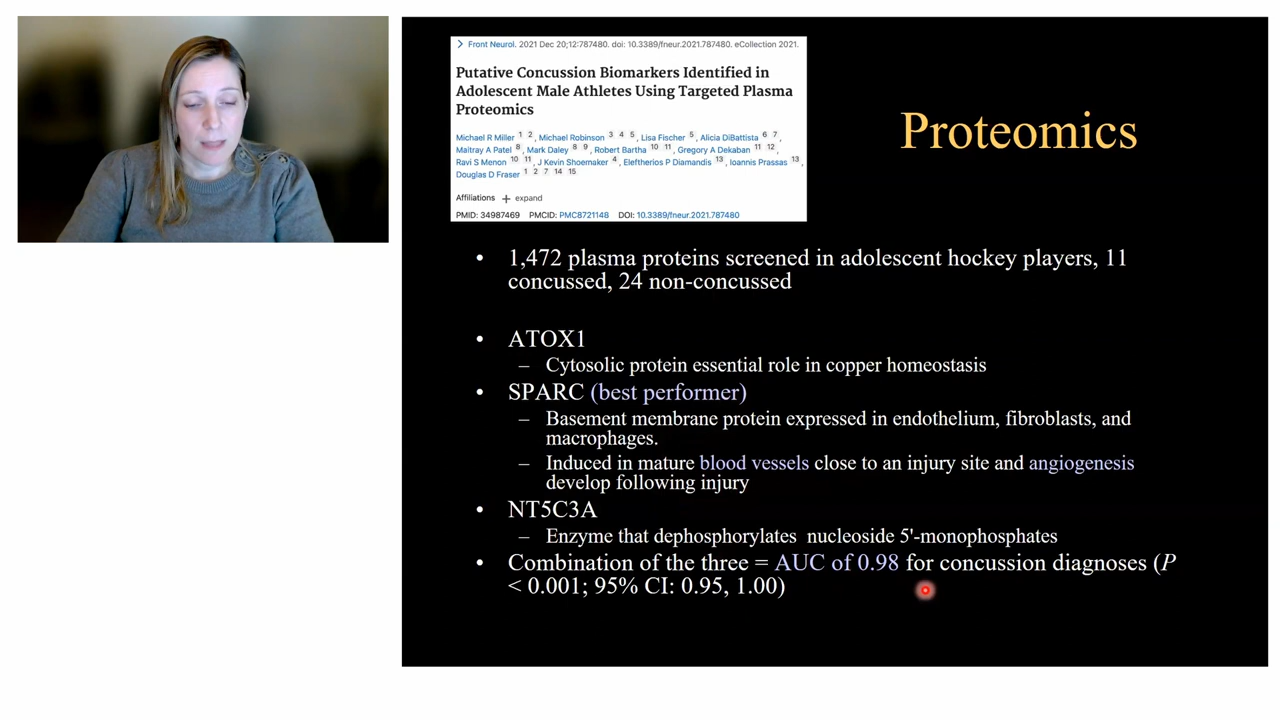 Front Neurol. 2021 Dec 20;12:787480. doi: 10.3389/fneur.2021.787480. eCollection 2021.
Putative Concussion Biomarkers Identified in
Adolescent Male Athletes Using Targeted Plasma
Proteomics
Michael R Miller 1 2, Michael Robinson 3 4 5, Lisa Fischer 5, Alicia DiBattista 6 7,
Maitray A Patel 8, Mark Daley 8 9, Robert Bartha 10 11, Gregory A Dekaban 11 12,
Ravi S Menon 10 11, J Kevin Shoemaker 4, Eleftherios P Diamandis 13, Ioannis Prassas 13,
Douglas D Fraser 1 2 7 14 15
Affiliations + expand
PMID: 34987469 PMCID: PMC8721148 DOI: 10.3389/fneur.2021.787480
Proteomics
• 1,472 plasma proteins screened in adolescent hockey players, 11
concussed, 24 non-concussed
• ATOX1
– Cytosolic protein essential role in copper homeostasis
• SPARC (best performer)
– Basement membrane protein expressed in endothelium, fibroblasts, and
macrophages.
– Induced in mature blood vessels close to an injury site and angiogenesis
develop following injury
• NT5C3A
– Enzyme that dephosphorylates nucleoside 5'-monophosphates
• Combination of the three = AUC of 0.98 for concussion diagnoses (P
< 0.001; 95% CI: 0.95, 1.00)